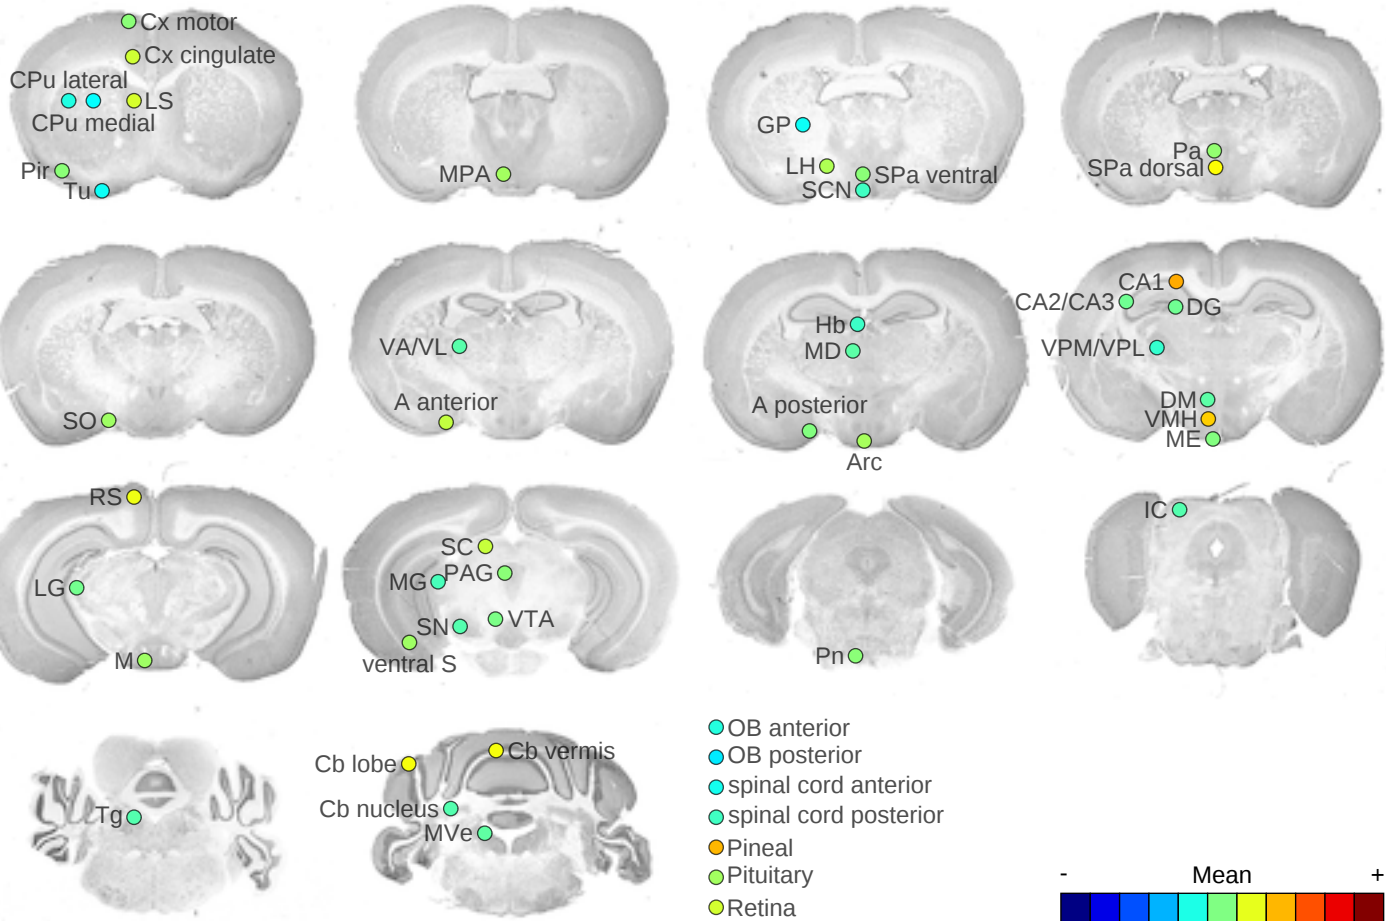 Cx motor
Cx cingulate
CPu lateral
LS
CPu medial
Pir
Tu
MPA
GP
LH
SPa ventral
SCN
Pa
SPa dorsal
SO
VA/VL
A anterior
Hb
MD
A posterior
Arc
CA1
CA2/CA3
DG
VPM/VPL
DM
VMH
ME
RS
LG
M
SC
PAG
MG
VTA
SN
ventral S
Pn
IC
Tg
Cb vermis
Cb lobe
Cb nucleus
MVe
OB anterior
OB posterior
spinal cord anterior
spinal cord posterior
Pineal
Pituitary
Retina
- Mean +